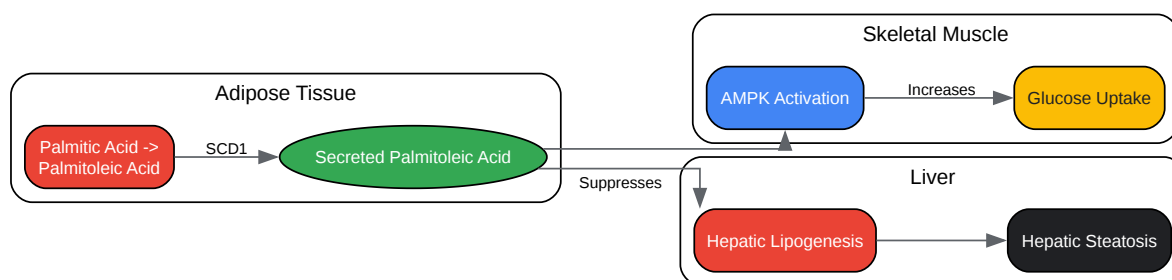 Skeletal Muscle
AMPK Activation
Increases
Glucose Uptake
Adipose Tissue
Palmitic Acid ->
Palmitoleic Acid
SCD1
Secreted Palmitoleic Acid
Suppresses
Liver
Hepatic Lipogenesis
Hepatic Steatosis